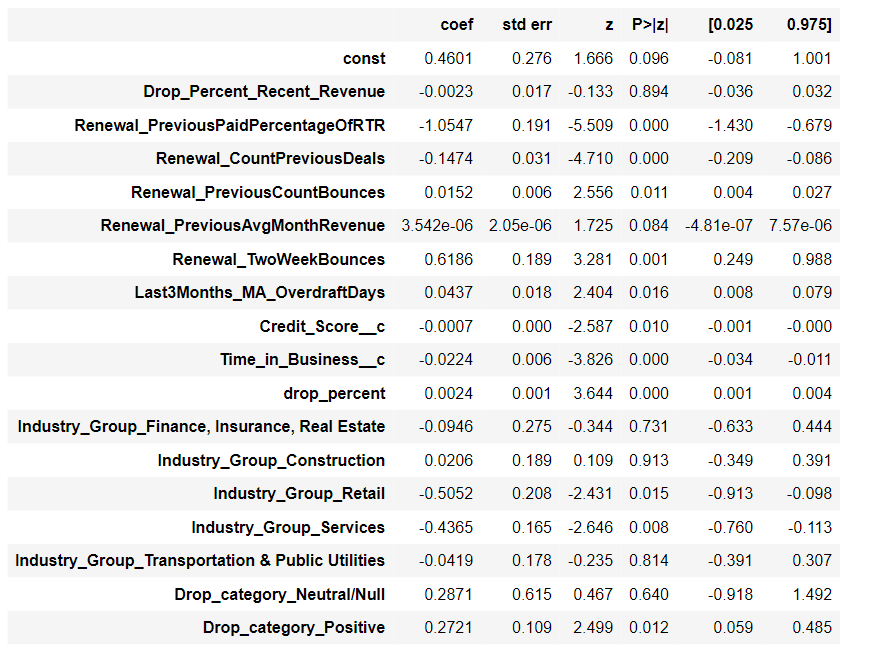 coef std err z P>|z| [0.025 0.975]
const 0.4601 0.276 1.666 0.096 -0.081 1.001
Drop_Percent_Recent_Revenue -0.0023 0.017 -0.133 0.894 -0.036 0.032
Renewal_PreviousPaidPercentageOfRTR -1.0547 0.191 -5.509 0.000 -1.430 -0.679
Renewal_CountPreviousDeals -0.1474 0.031 -4.710 0.000 -0.209 -0.086
Renewal_PreviousCountBounces 0.0152 0.006 2.556 0.011 0.004 0.027
Renewal_PreviousAvgMonthRevenue 3.542e-06 2.05e-06 1.725 0.084 -4.81e-07 7.57e-06
Renewal_TwoWeekBounces 0.6186 0.189 3.281 0.001 0.249 0.988
Last3Months_MA_OverdraftDays 0.0437 0.018 2.404 0.016 0.008 0.079
Credit_Score__c -0.0007 0.000 -2.587 0.010 -0.001 -0.000
Time_in_Business__c -0.0224 0.006 -3.826 0.000 -0.034 -0.011
drop_percent 0.0024 0.001 3.644 0.000 0.001 0.004
Industry_Group_Finance, Insurance, Real Estate -0.0946 0.275 -0.344 0.731 -0.633 0.444
Industry_Group_Construction 0.0206 0.189 0.109 0.913 -0.349 0.391
Industry_Group_Retail -0.5052 0.208 -2.431 0.015 -0.913 -0.098
Industry_Group_Services -0.4365 0.165 -2.646 0.008 -0.760 -0.113
Industry_Group_Transportation & Public Utilities -0.0419 0.178 -0.235 0.814 -0.391 0.307
Drop_category_Neutral/Null 0.2871 0.615 0.467 0.640 -0.918 1.492
Drop_category_Positive 0.2721 0.109 2.499 0.012 0.059 0.485